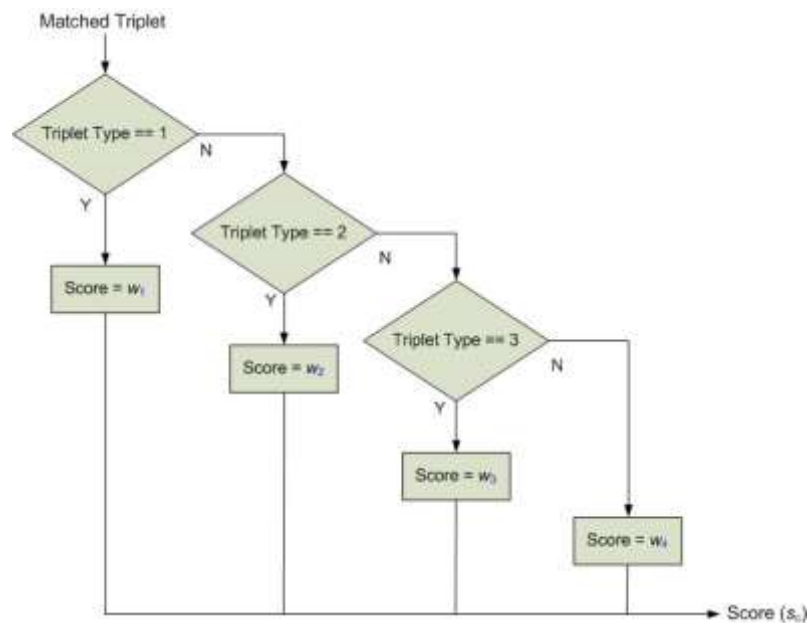 Matched Triplet
Triplet Type == 1
N
Y
Triplet Type == 2
N
Score = w₁
Y
Triplet Type == 3
Score = w₂
N
Y
Score = w₃
Score = w₄
Score (sₙ)